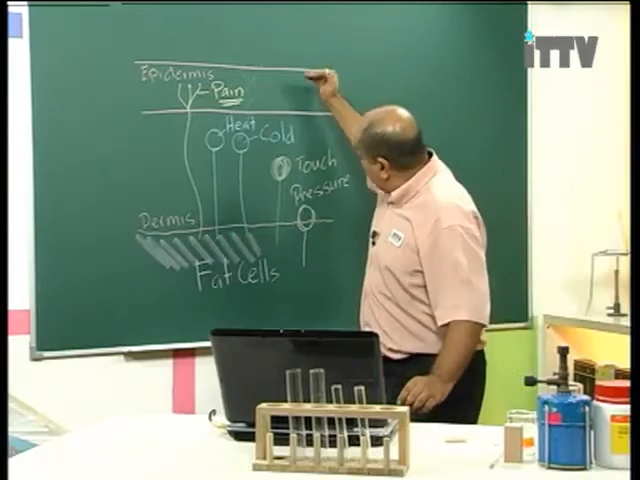 iTTV
Epidermis
Pain
Heat
Cold
Touch
Pressure
Dermis
Fat Cells